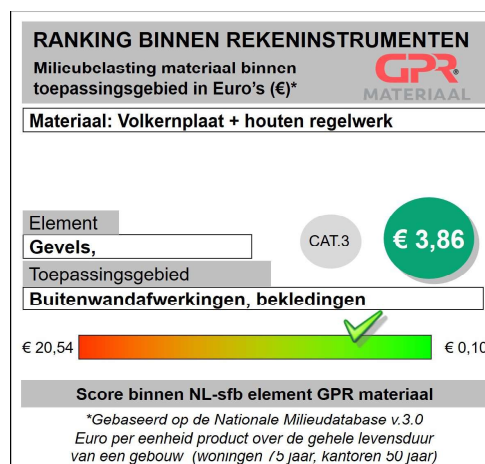 RANKING BINNEN REKENINSTRUMENTEN
Milieubelasting materiaal binnen
toepassingsgebied in Euro's (€)*
GPR®
MATERIAAL
Materiaal: Volkernplaat + houten regelwerk
Element
Gevels,
CAT.3
€ 3,86
Toepassingsgebied
Buitenwandafwerkingen, bekledingen
€ 20,54
€ 0,10
Score binnen NL-sfb element GPR materiaal
*Gebaseerd op de Nationale Milieudatabase v.3.0
Euro per eenheid product over de gehele levensduur
van een gebouw (woningen 75 jaar, kantoren 50 jaar)